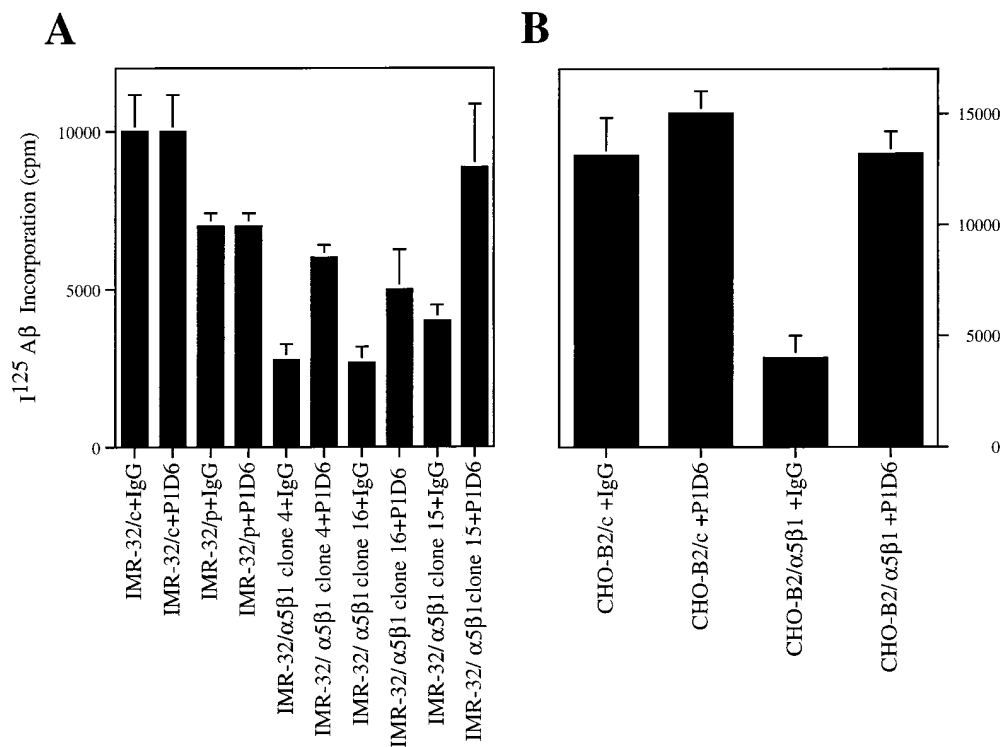 A
B
I¹²⁵ Aβ Incorporation (cpm)
10000
5000
0
15000
10000
5000
0
IMR-32/c+IgG
IMR-32/c+P1D6
IMR-32/p+IgG
IMR-32/p+P1D6
IMR-32/α5β1 clone 4+IgG
IMR-32/ α5β1 clone 4+P1D6
IMR-32/ α5β1 clone 16+IgG
IMR-32/ α5β1 clone 16+P1D6
IMR-32/ α5β1 clone 15+IgG
IMR-32/ α5β1clone 15+P1D6
CHO-B2/c +IgG
CHO-B2/c +P1D6
CHO-B2/α5β1 +IgG
CHO-B2/ α5β1 +P1D6